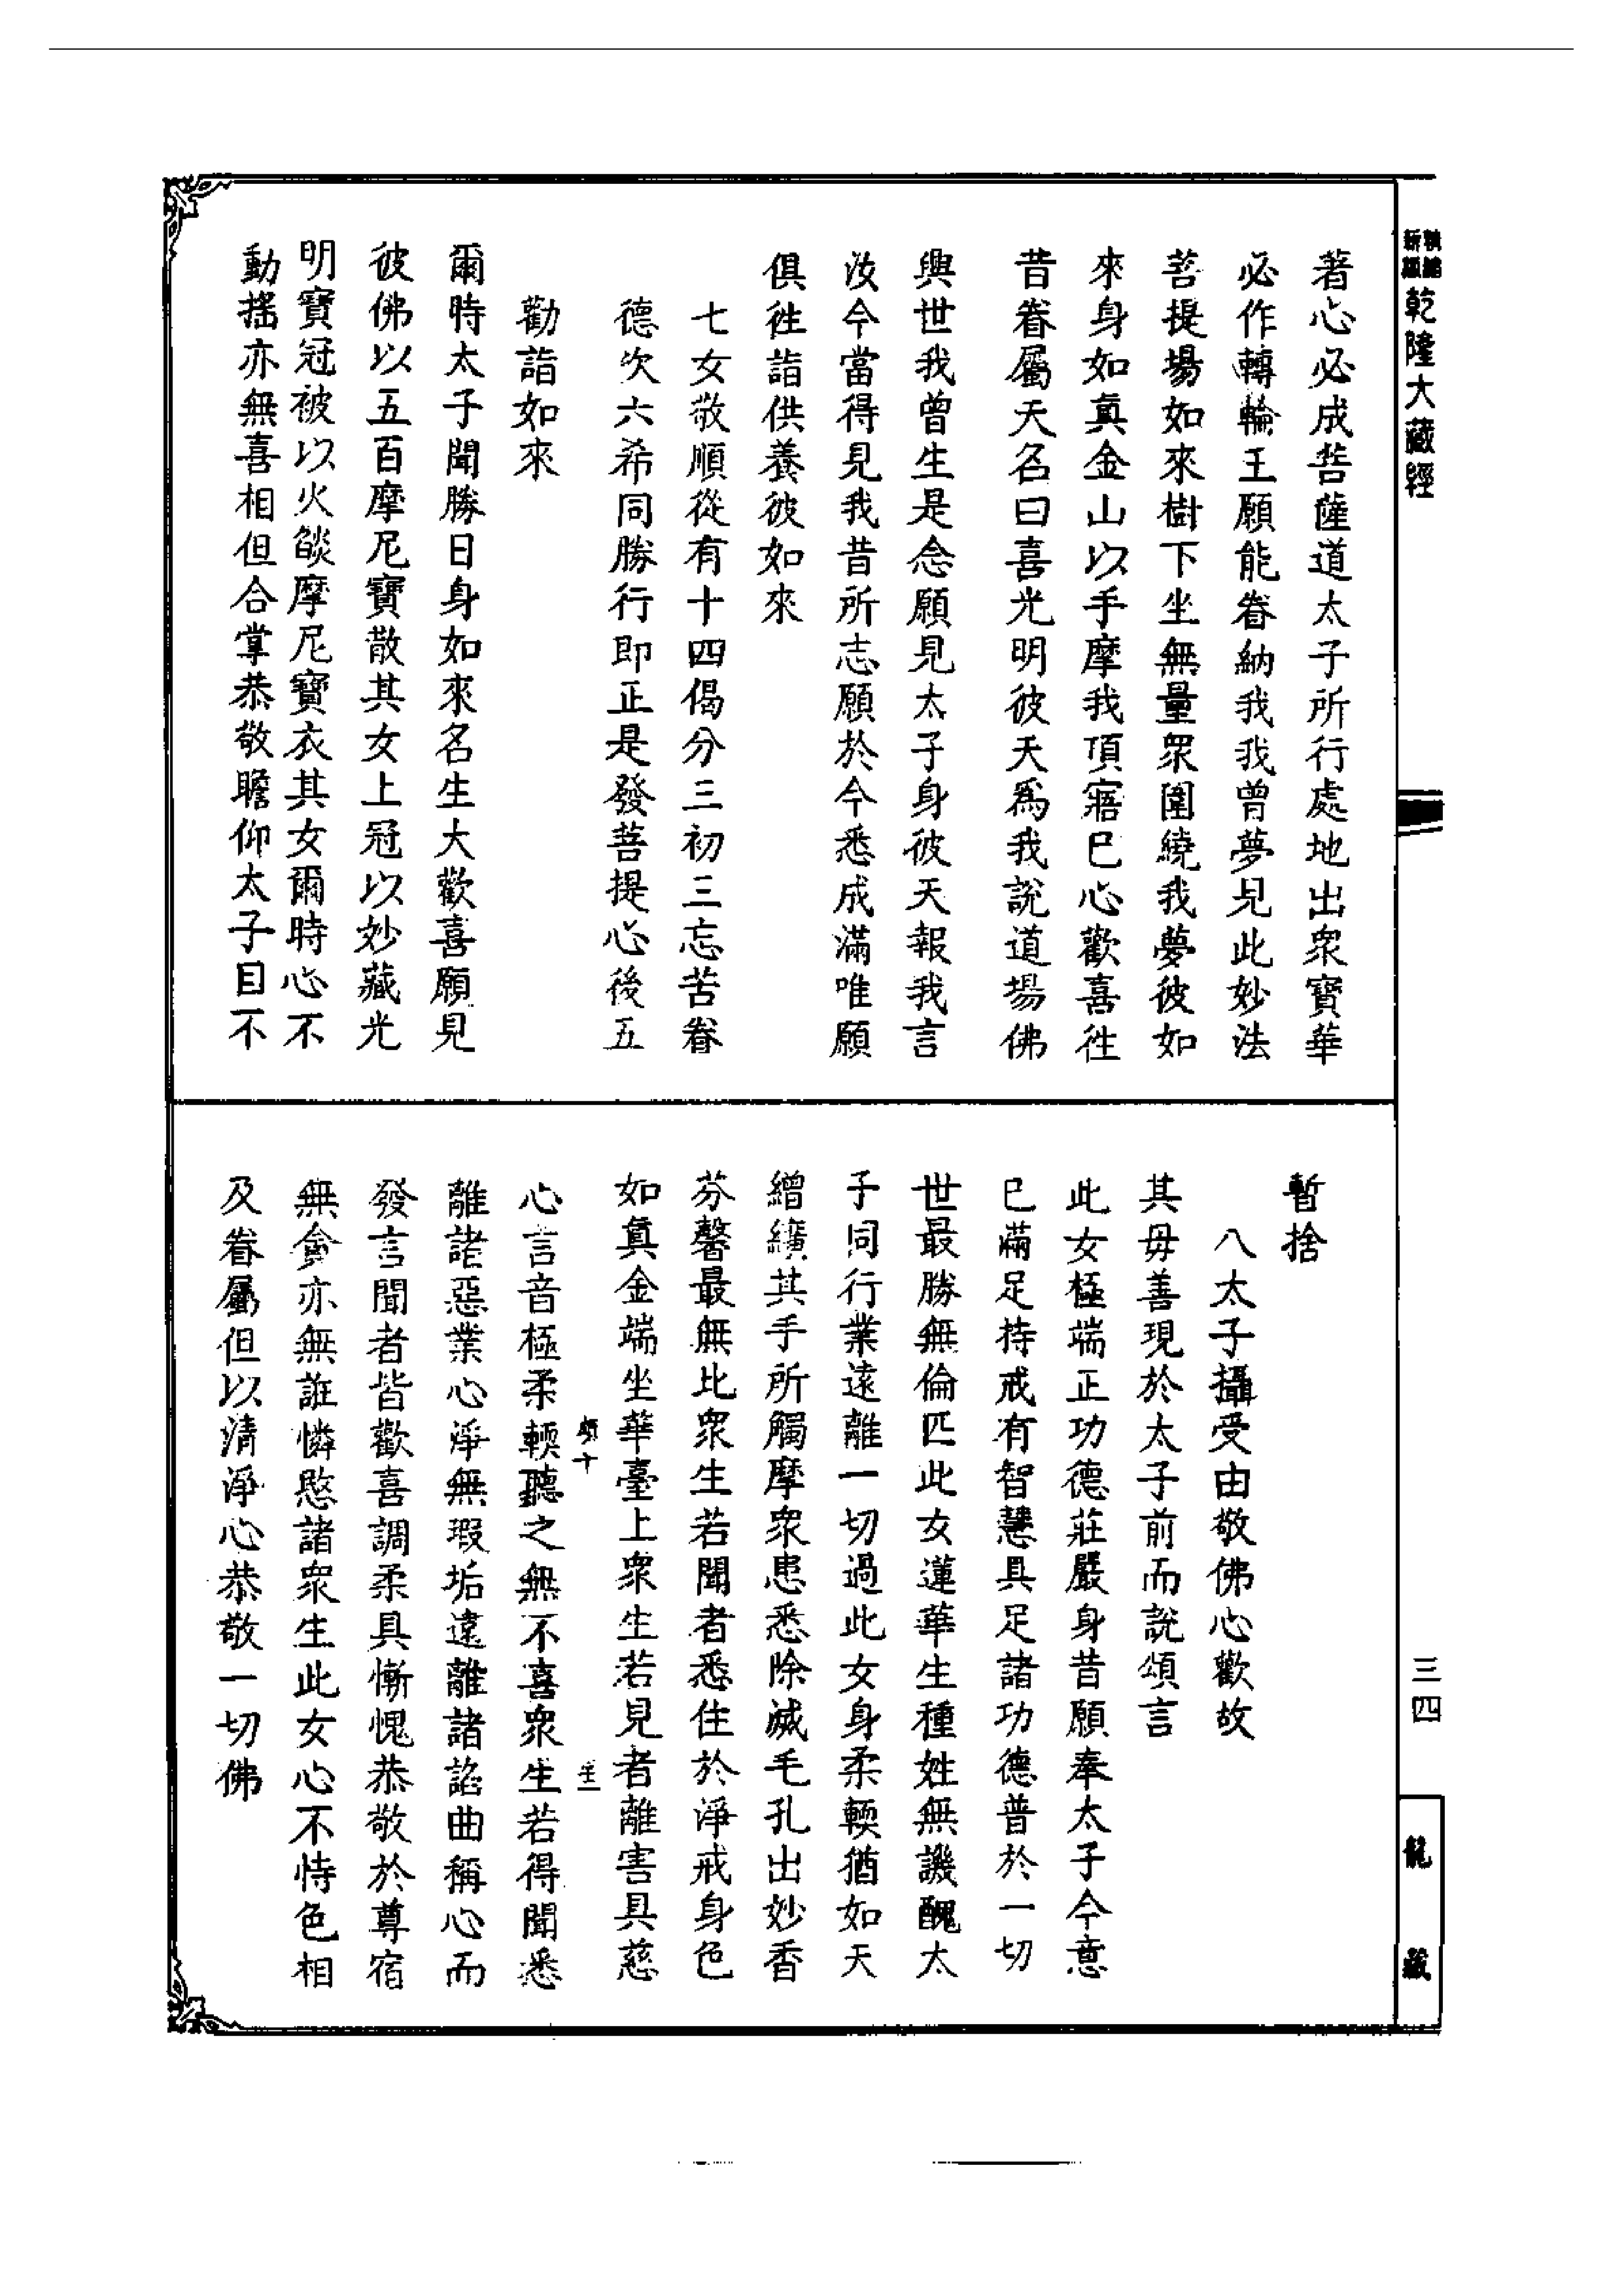 乾隆大藏經
著心必成菩薩道太子所行處地出衆寶華
必作轉輪王願能眷納我我曾夢見此妙法
菩提場如來樹下坐無量眾圍繞我夢彼如
來身如真金山以手摩我頂寤已心歡喜徃
昔眷屬天名曰喜光明彼天爲我說道場佛
興世我曾生是念願見太子身彼天報我言
汝今當得見我昔所志願於今悉成滿唯願
俱徃詣供養彼如來
七女敬順從有十四偈分三初三忘苦眷
德次六希同勝行即正是發菩提心後五
勸詣如來
爾時太子聞勝日身如來名生大歡喜願見
彼佛以五百摩尼寶散其女上冠以妙藏光
明寶冠被以火燄摩尼寶衣其女爾時心不
動搖亦無喜相但合掌恭敬瞻仰太子目不
暫捨
八太子攝受由敬佛心歡故
其母善現於太子前而說頌言
此女極端正功德莊嚴身昔願奉太子今意
已滿足持戒有智慧具足諸功德普於一切
世最勝無倫匹此女蓮華生種姓無譏醜太
子同行業遠離一切過此女身柔輭猶如天
繒纊其手所觸摩衆患悉除滅毛孔出妙香
芬馨最無比衆生若聞者悉住於淨戒身色
如真金端坐華臺上衆生若見者離害具慈
心言音極柔輭聽之無不喜衆生若得聞悉
離諸惡業心淨無瑕垢遠離諸諂曲稱心而
發言聞者皆歡喜調柔具慚愧恭敬於尊宿
無貪亦無誑憐愍諸衆生此女心不恃色相
及眷屬但以清淨心恭敬一切佛
三四
龍藏